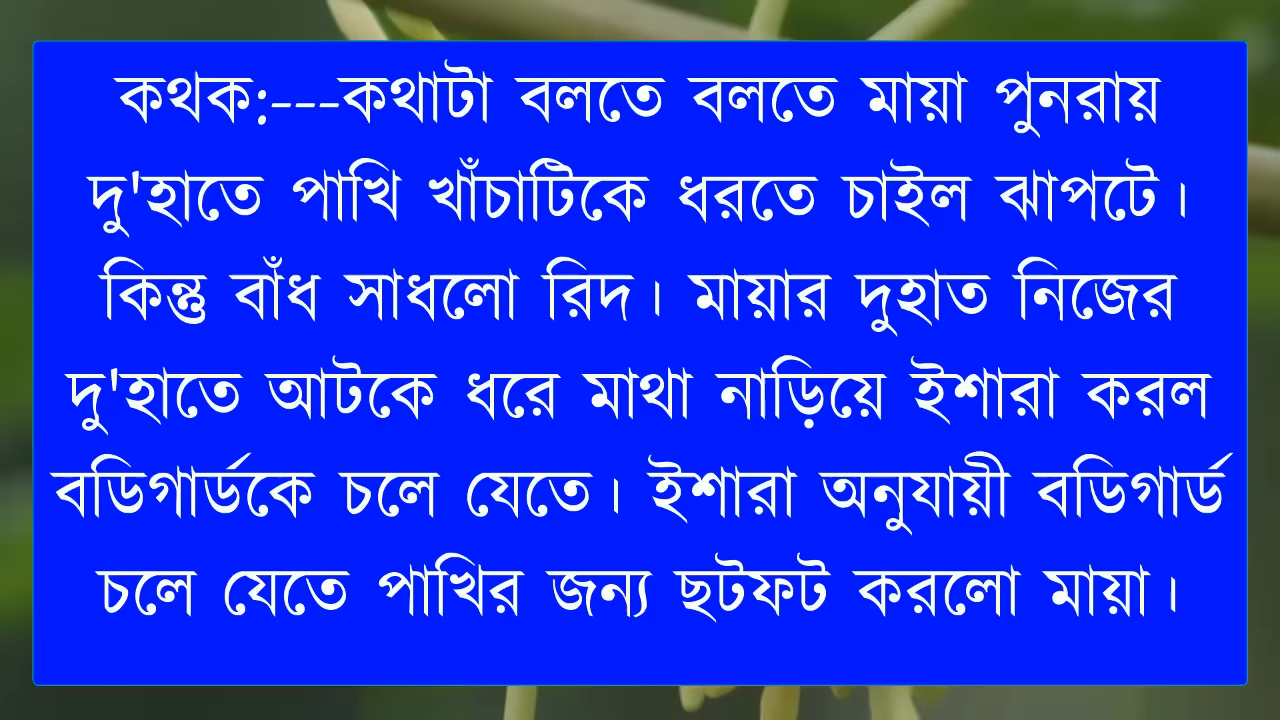 কথক:---কথাটা বলতে বলতে মায়া পুনরায়
দু'হাতে পাখি খাঁচাটিকে ধরতে চাইল ঝাপটে।
কিন্তু বাঁধ সাধলো রিদ। মায়ার দুহাত নিজের
দু'হাতে আটকে ধরে মাথা নাড়িয়ে ইশারা করল
বডিগার্ডকে চলে যেতে। ইশারা অনুযায়ী বডিগার্ড
চলে যেতে পাখির জন্য ছটফট করলো মায়া।